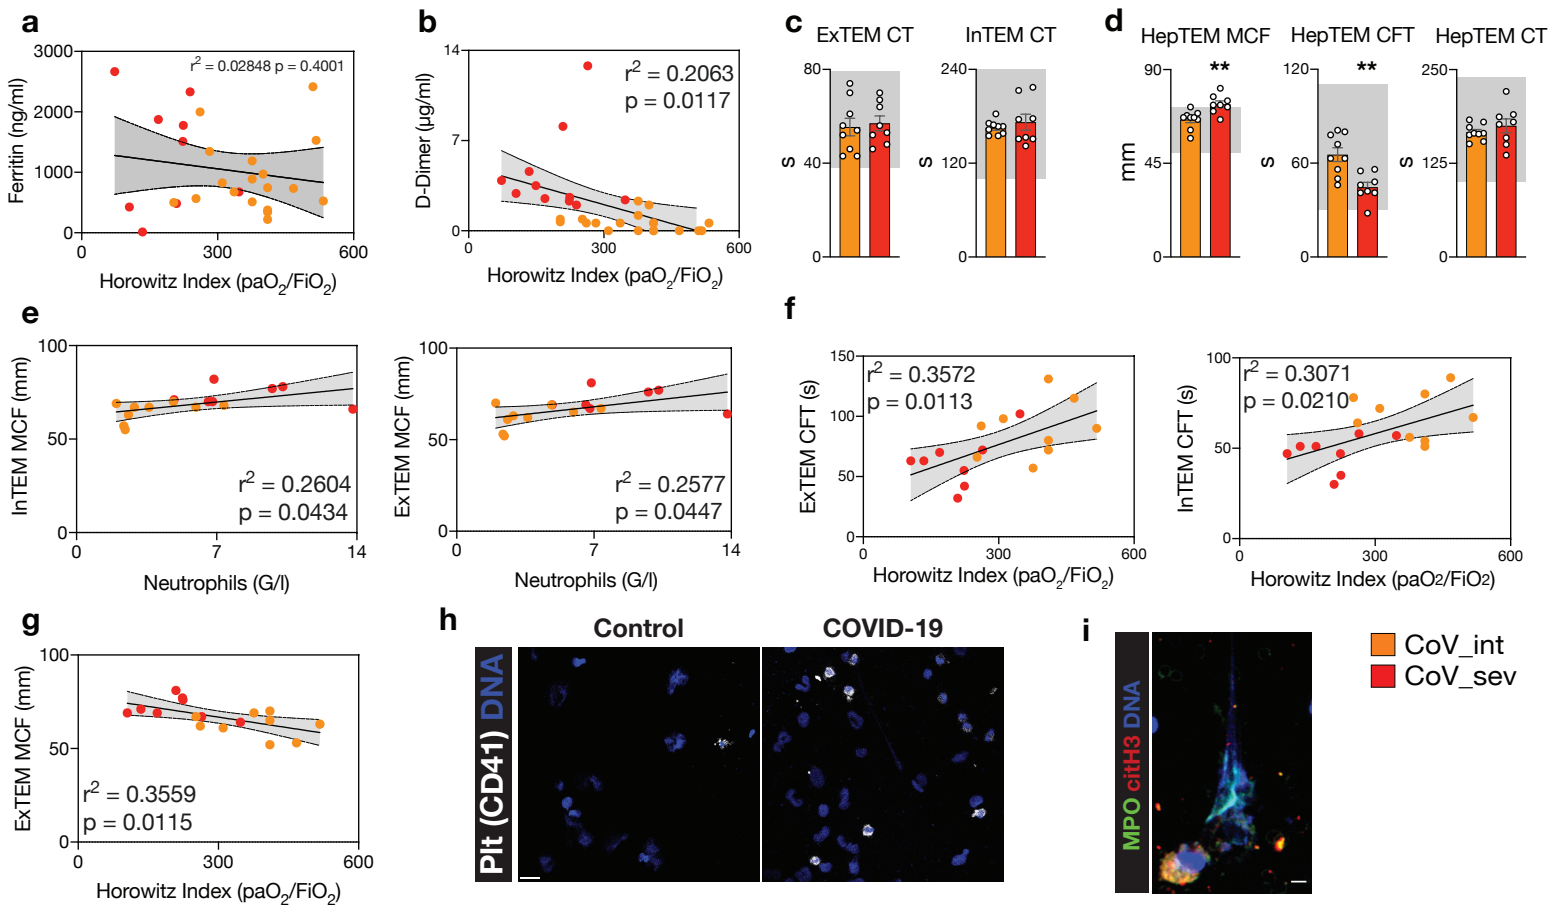 a
3000
2000
1000
0
Ferritin (ng/ml)
r2 = 0.02848 p = 0.4001
0 300 600
Horowitz Index (paO2/FiO2)
b
14
7
0
D-Dimer (µg/ml)
r2 = 0.2063
p = 0.0117
0 300 600
Horowitz Index (paO2/FiO2)
c
ExTEM CT
80
40
0
s
InTEM CT
240
120
0
s
d
HepTEM MCF
90
45
0
mm
**
HepTEM CFT
120
60
0
s
**
HepTEM CT
250
125
0
s
e
100
50
0
InTEM MCF (mm)
r2 = 0.2604
p = 0.0434
0 7 14
Neutrophils (G/l)
100
50
0
ExTEM MCF (mm)
r2 = 0.2577
p = 0.0447
0 7 14
Neutrophils (G/l)
f
150
100
50
0
ExTEM CFT (s)
r2 = 0.3572
p = 0.0113
0 300 600
Horowitz Index (paO2/FiO2)
100
50
0
InTEM CFT (s)
r2 = 0.3071
p = 0.0210
0 300 600
Horowitz Index (paO2/FiO2)
g
100
50
0
ExTEM MCF (mm)
r2 = 0.3559
p = 0.0115
0 300 600
Horowitz Index (paO2/FiO2)
h
Control
COVID-19
Plt (CD41) DNA
i
MPO citH3 DNA
CoV_int
CoV_sev